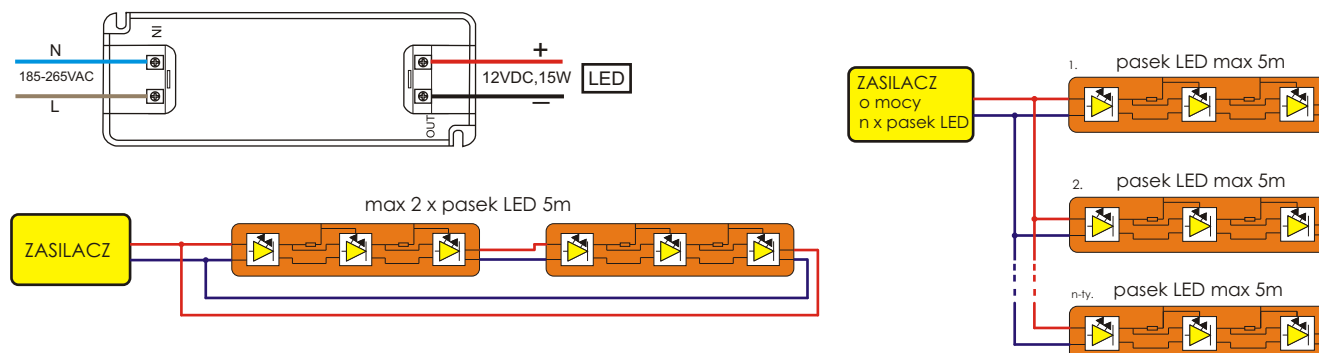 IN
N
185-265VAC
L
+
12VDC,15W
–
LED
OUT
ZASILACZ
max 2 x pasek LED 5m
ZASILACZ
o mocy
n x pasek LED
1.
pasek LED max 5m
2.
pasek LED max 5m
n-ty.
pasek LED max 5m